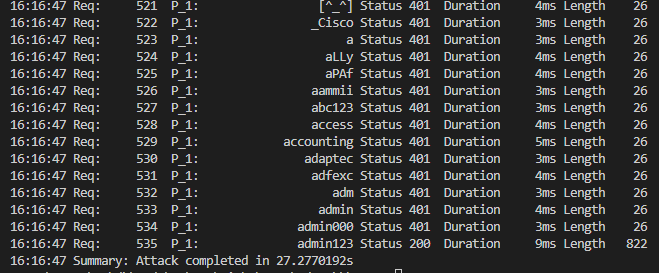 16:16:47 Req: 521 P_1: [^_^] Status 401 Duration 4ms Length 26
16:16:47 Req: 522 P_1: _Cisco Status 401 Duration 3ms Length 26
16:16:47 Req: 523 P_1: a Status 401 Duration 3ms Length 26
16:16:47 Req: 524 P_1: aLLy Status 401 Duration 4ms Length 26
16:16:47 Req: 525 P_1: aPAf Status 401 Duration 4ms Length 26
16:16:47 Req: 526 P_1: aammii Status 401 Duration 3ms Length 26
16:16:47 Req: 527 P_1: abc123 Status 401 Duration 3ms Length 26
16:16:47 Req: 528 P_1: access Status 401 Duration 4ms Length 26
16:16:47 Req: 529 P_1: accounting Status 401 Duration 5ms Length 26
16:16:47 Req: 530 P_1: adaptec Status 401 Duration 3ms Length 26
16:16:47 Req: 531 P_1: adfexc Status 401 Duration 4ms Length 26
16:16:47 Req: 532 P_1: adm Status 401 Duration 3ms Length 26
16:16:47 Req: 533 P_1: admin Status 401 Duration 4ms Length 26
16:16:47 Req: 534 P_1: admin000 Status 401 Duration 3ms Length 26
16:16:47 Req: 535 P_1: admin123 Status 200 Duration 9ms Length 822
16:16:47 Summary: Attack completed in 27.2770192s